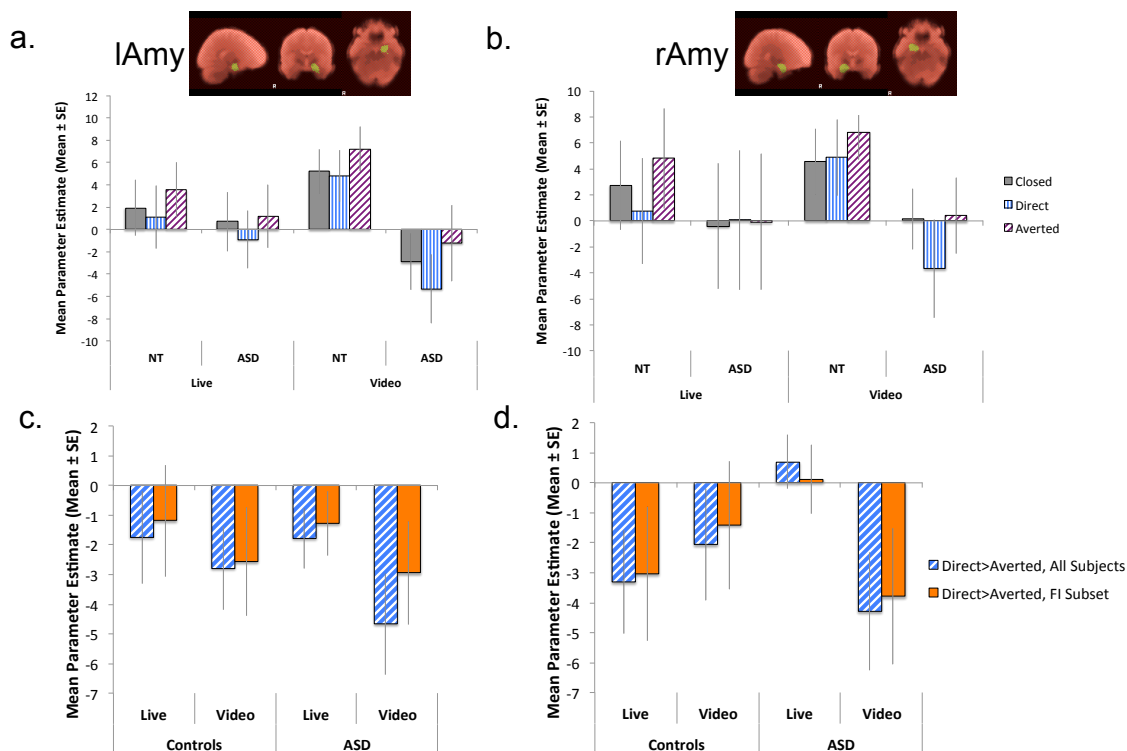 a.
lAmy
R
R
Mean Parameter Estimate (Mean ± SE)
12
10
8
6
4
2
0
-2
-4
-6
-8
-10
NT
ASD
NT
ASD
Live
Video
b.
rAmy
R
R
Mean Parameter Estimate (Mean ± SE)
10
8
6
4
2
0
-2
-4
-6
-8
-10
NT
ASD
NT
ASD
Live
Video
Closed
Direct
Averted
c.
Mean Parameter Estimate (Mean ± SE)
2
1
0
-1
-2
-3
-4
-5
-6
-7
Live
Video
Live
Video
Controls
ASD
d.
Mean Parameter Estimate (Mean ± SE)
2
1
0
-1
-2
-3
-4
-5
-6
-7
Live
Video
Live
Video
Controls
ASD
Direct>Averted, All Subjects
Direct>Averted, FI Subset